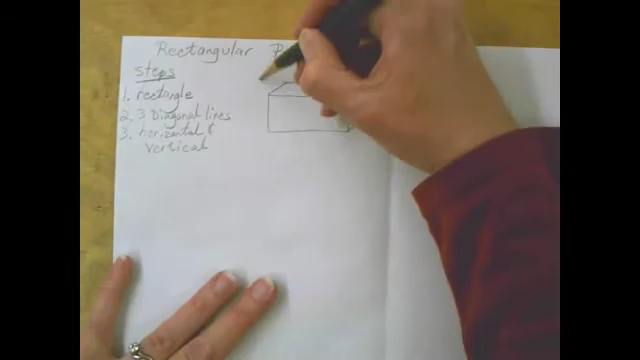 Rectangular
steps
1. rectangle
2. 3 Diagonal lines
3. horizontal &
vertical